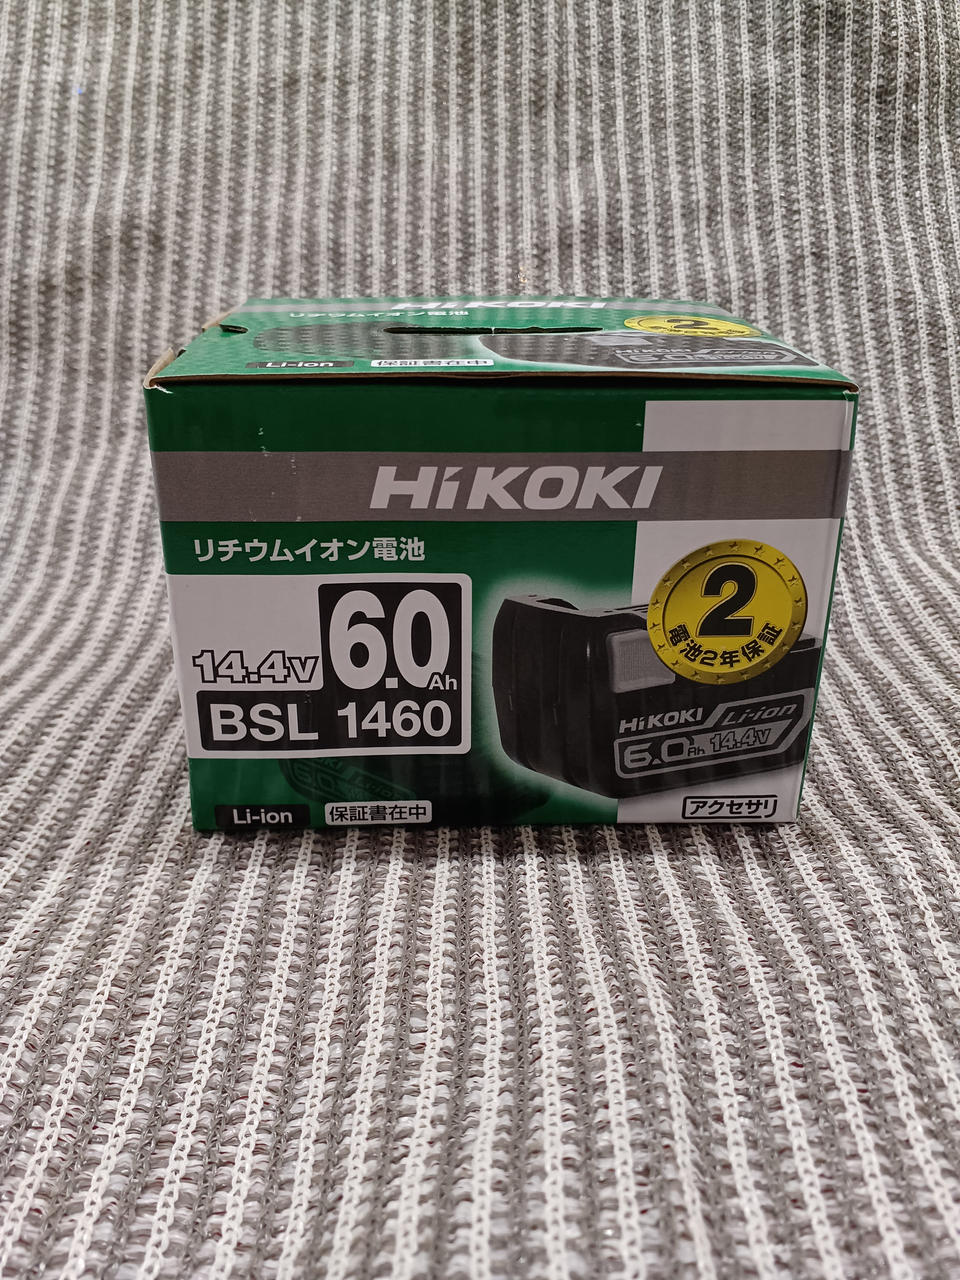 HiKOKI
リチウムイオン電池
2
HiKOKI
Li-ion
保証書在中
HiKOKI
リチウムイオン電池
14.4V
6.0Ah
BSL 1460
2
電池2年保証
HiKOKI Li-ion
6.0Ah 14.4V
Li-ion
保証書在中
アクセサリ